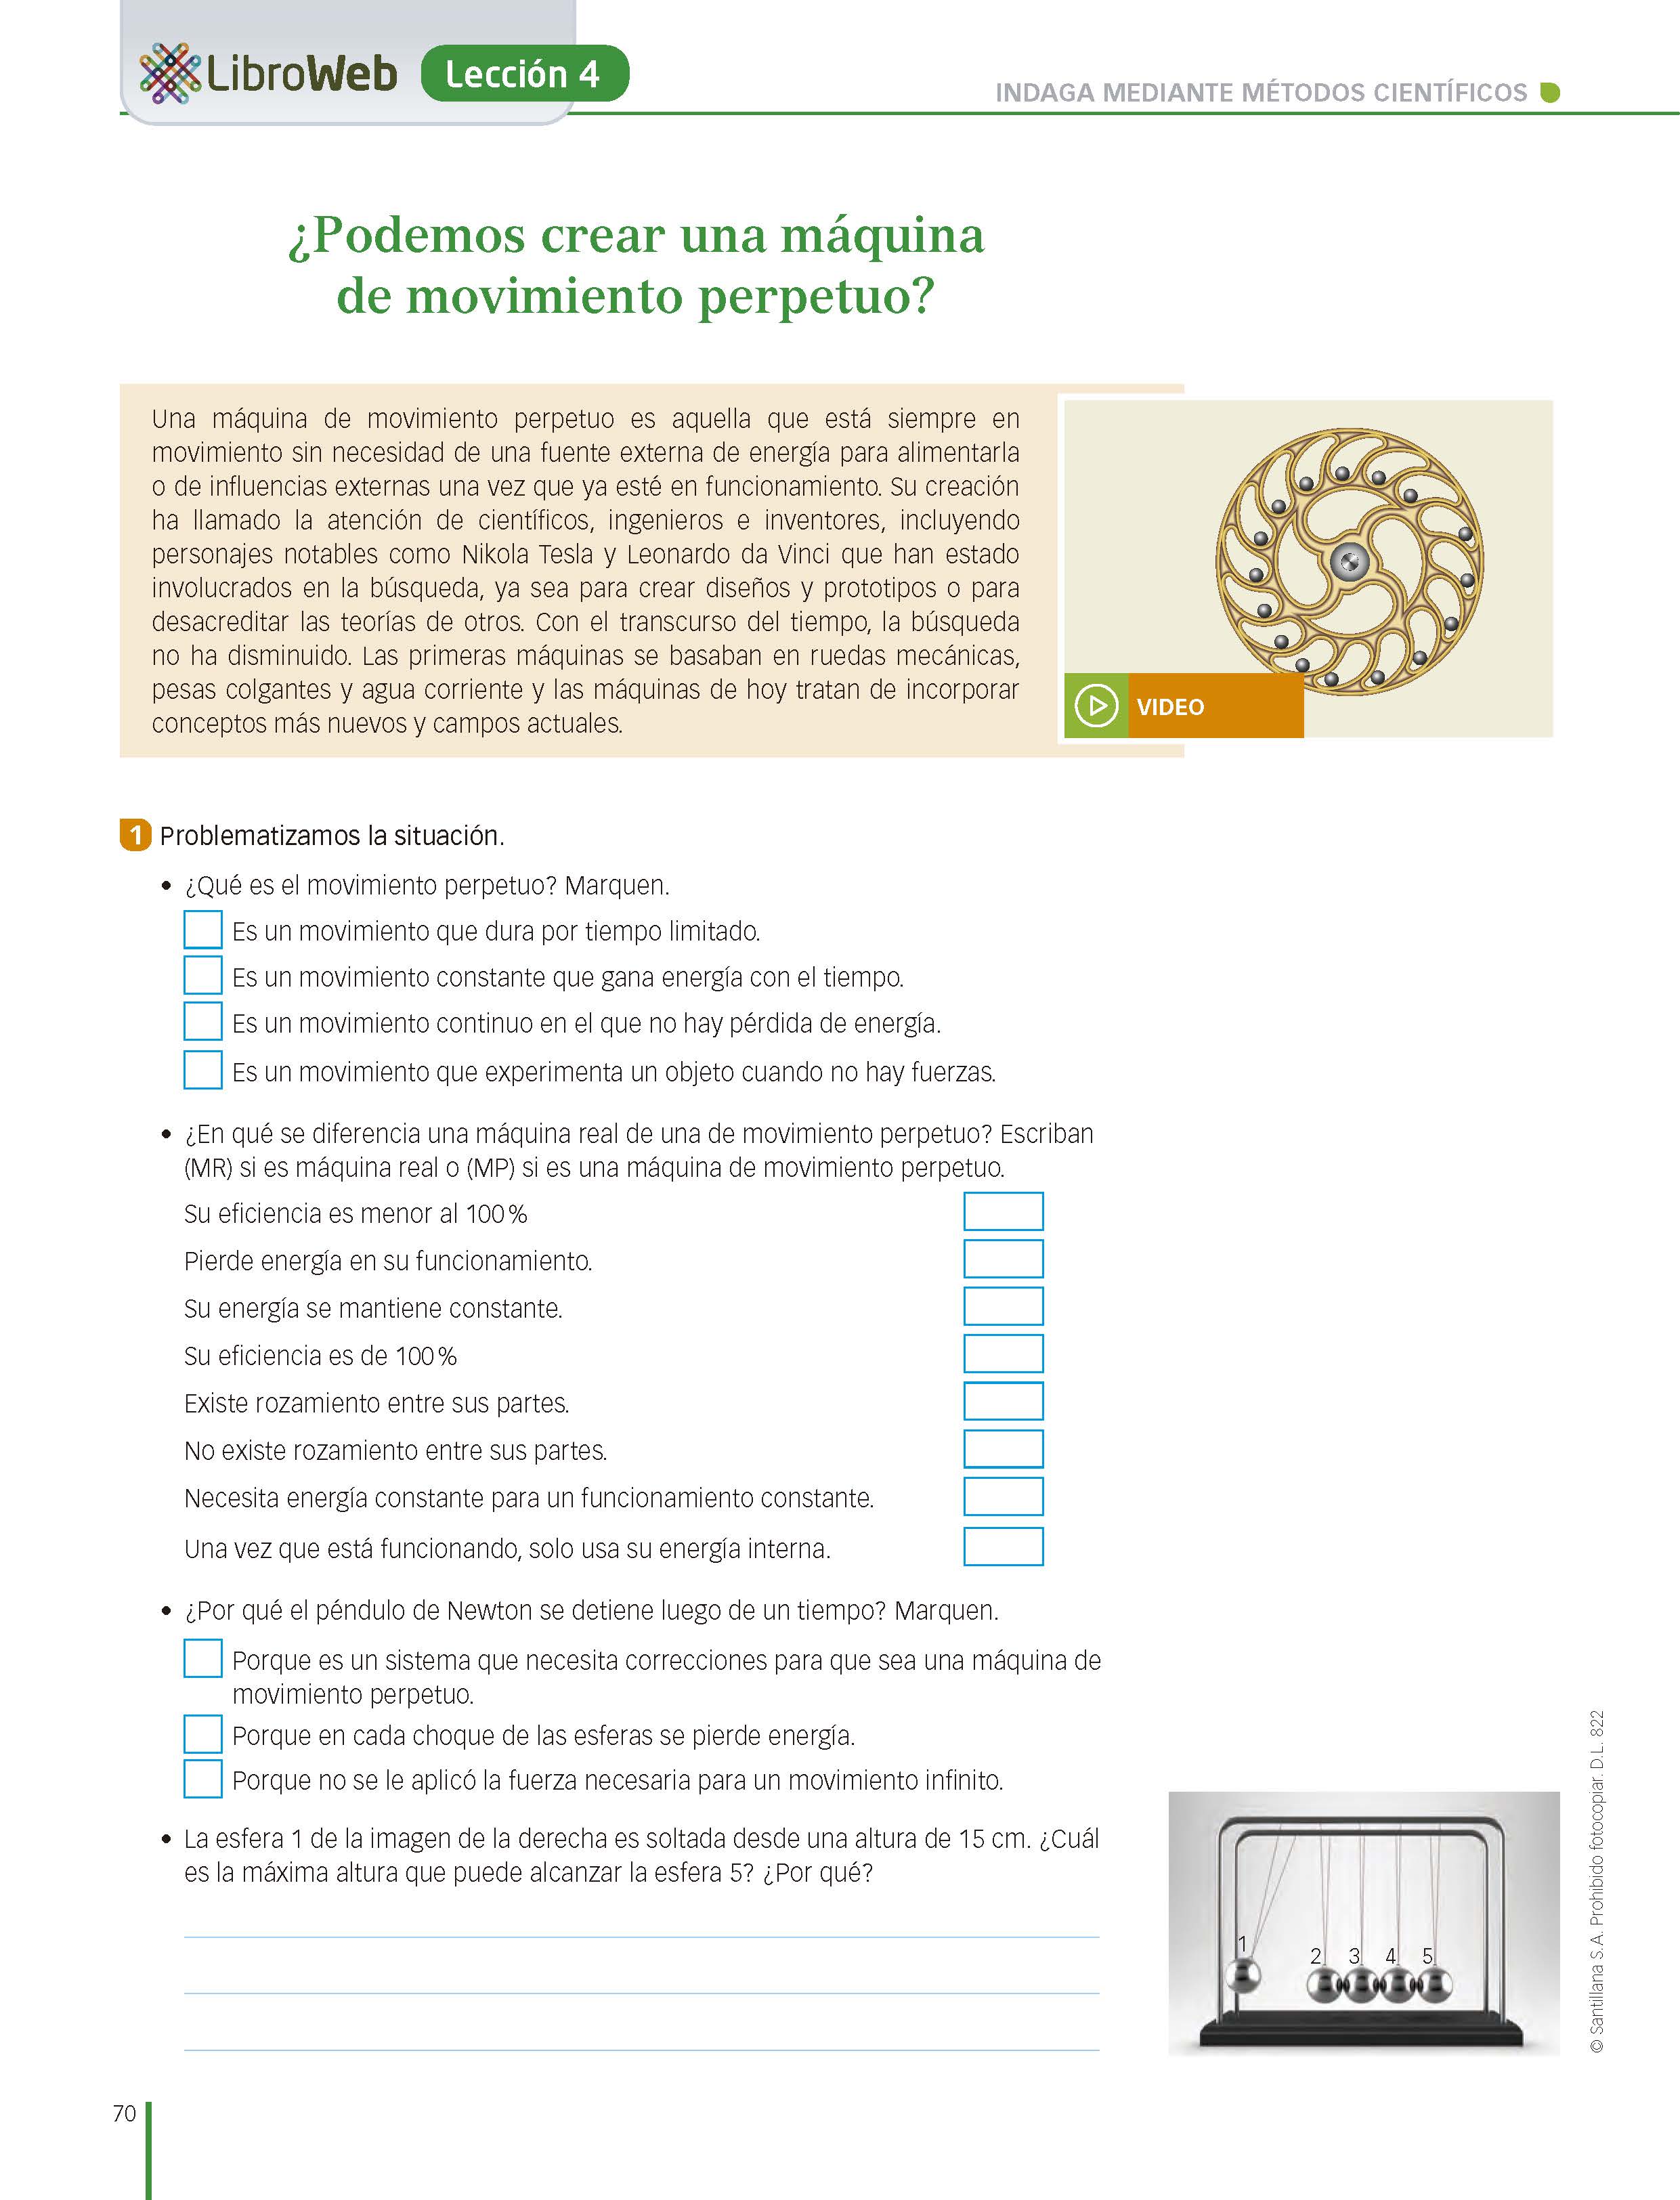 LibroWeb Lección 4
INDAGA MEDIANTE MÉTODOS CIENTÍFICOS
¿Podemos crear una máquina
de movimiento perpetuo?
Una máquina de movimiento perpetuo es aquella que está siempre en
movimiento sin necesidad de una fuente externa de energía para alimentarla
o de influencias externas una vez que ya esté en funcionamiento. Su creación
ha llamado la atención de científicos, ingenieros e inventores, incluyendo
personajes notables como Nikola Tesla y Leonardo da Vinci que han estado
involucrados en la búsqueda, ya sea para crear diseños y prototipos o para
desacreditar las teorías de otros. Con el transcurso del tiempo, la búsqueda
no ha disminuido. Las primeras máquinas se basaban en ruedas mecánicas,
pesas colgantes y agua corriente y las máquinas de hoy tratan de incorporar
conceptos más nuevos y campos actuales.
VIDEO
1 Problematizamos la situación.
• ¿Qué es el movimiento perpetuo? Marquen.
Es un movimiento que dura por tiempo limitado.
Es un movimiento constante que gana energía con el tiempo.
Es un movimiento continuo en el que no hay pérdida de energía.
Es un movimiento que experimenta un objeto cuando no hay fuerzas.
• ¿En qué se diferencia una máquina real de una de movimiento perpetuo? Escriban
(MR) si es máquina real o (MP) si es una máquina de movimiento perpetuo.
Su eficiencia es menor al 100 %
Pierde energía en su funcionamiento.
Su energía se mantiene constante.
Su eficiencia es de 100 %
Existe rozamiento entre sus partes.
No existe rozamiento entre sus partes.
Necesita energía constante para un funcionamiento constante.
Una vez que está funcionando, solo usa su energía interna.
• ¿Por qué el péndulo de Newton se detiene luego de un tiempo? Marquen.
Porque es un sistema que necesita correcciones para que sea una máquina de
movimiento perpetuo.
Porque en cada choque de las esferas se pierde energía.
Porque no se le aplicó la fuerza necesaria para un movimiento infinito.
• La esfera 1 de la imagen de la derecha es soltada desde una altura de 15 cm. ¿Cuál
es la máxima altura que puede alcanzar la esfera 5? ¿Por qué?
1
2 3 4 5
© Santillana S.A. Prohibido fotocopiar. D.L. 822
70